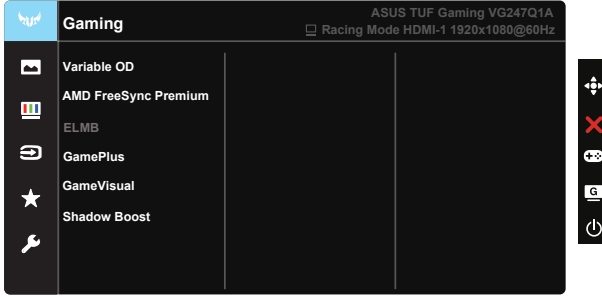 Gaming
ASUS TUF Gaming VG247Q1A
Racing Mode HDMI-1 1920x1080@60Hz
Variable OD
AMD FreeSync Premium
ELMB
GamePlus
GameVisual
Shadow Boost
G